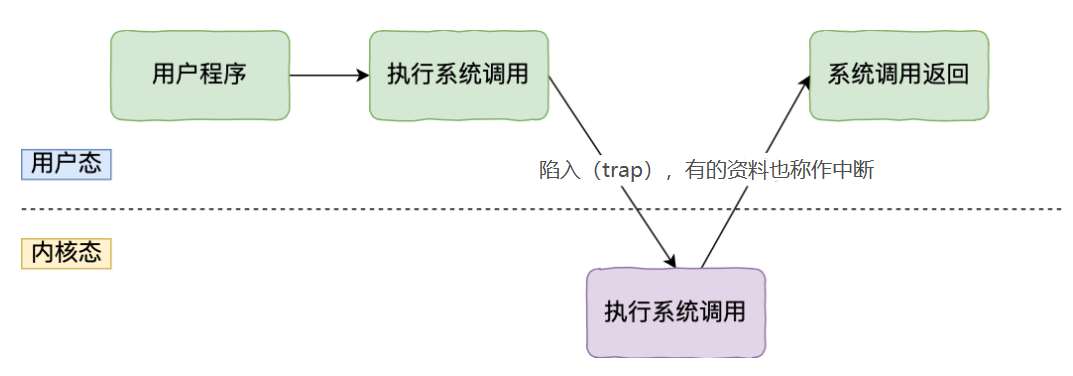 用户程序
执行系统调用
系统调用返回
用户态
陷入（trap），有的资料也称作中断
内核态
执行系统调用